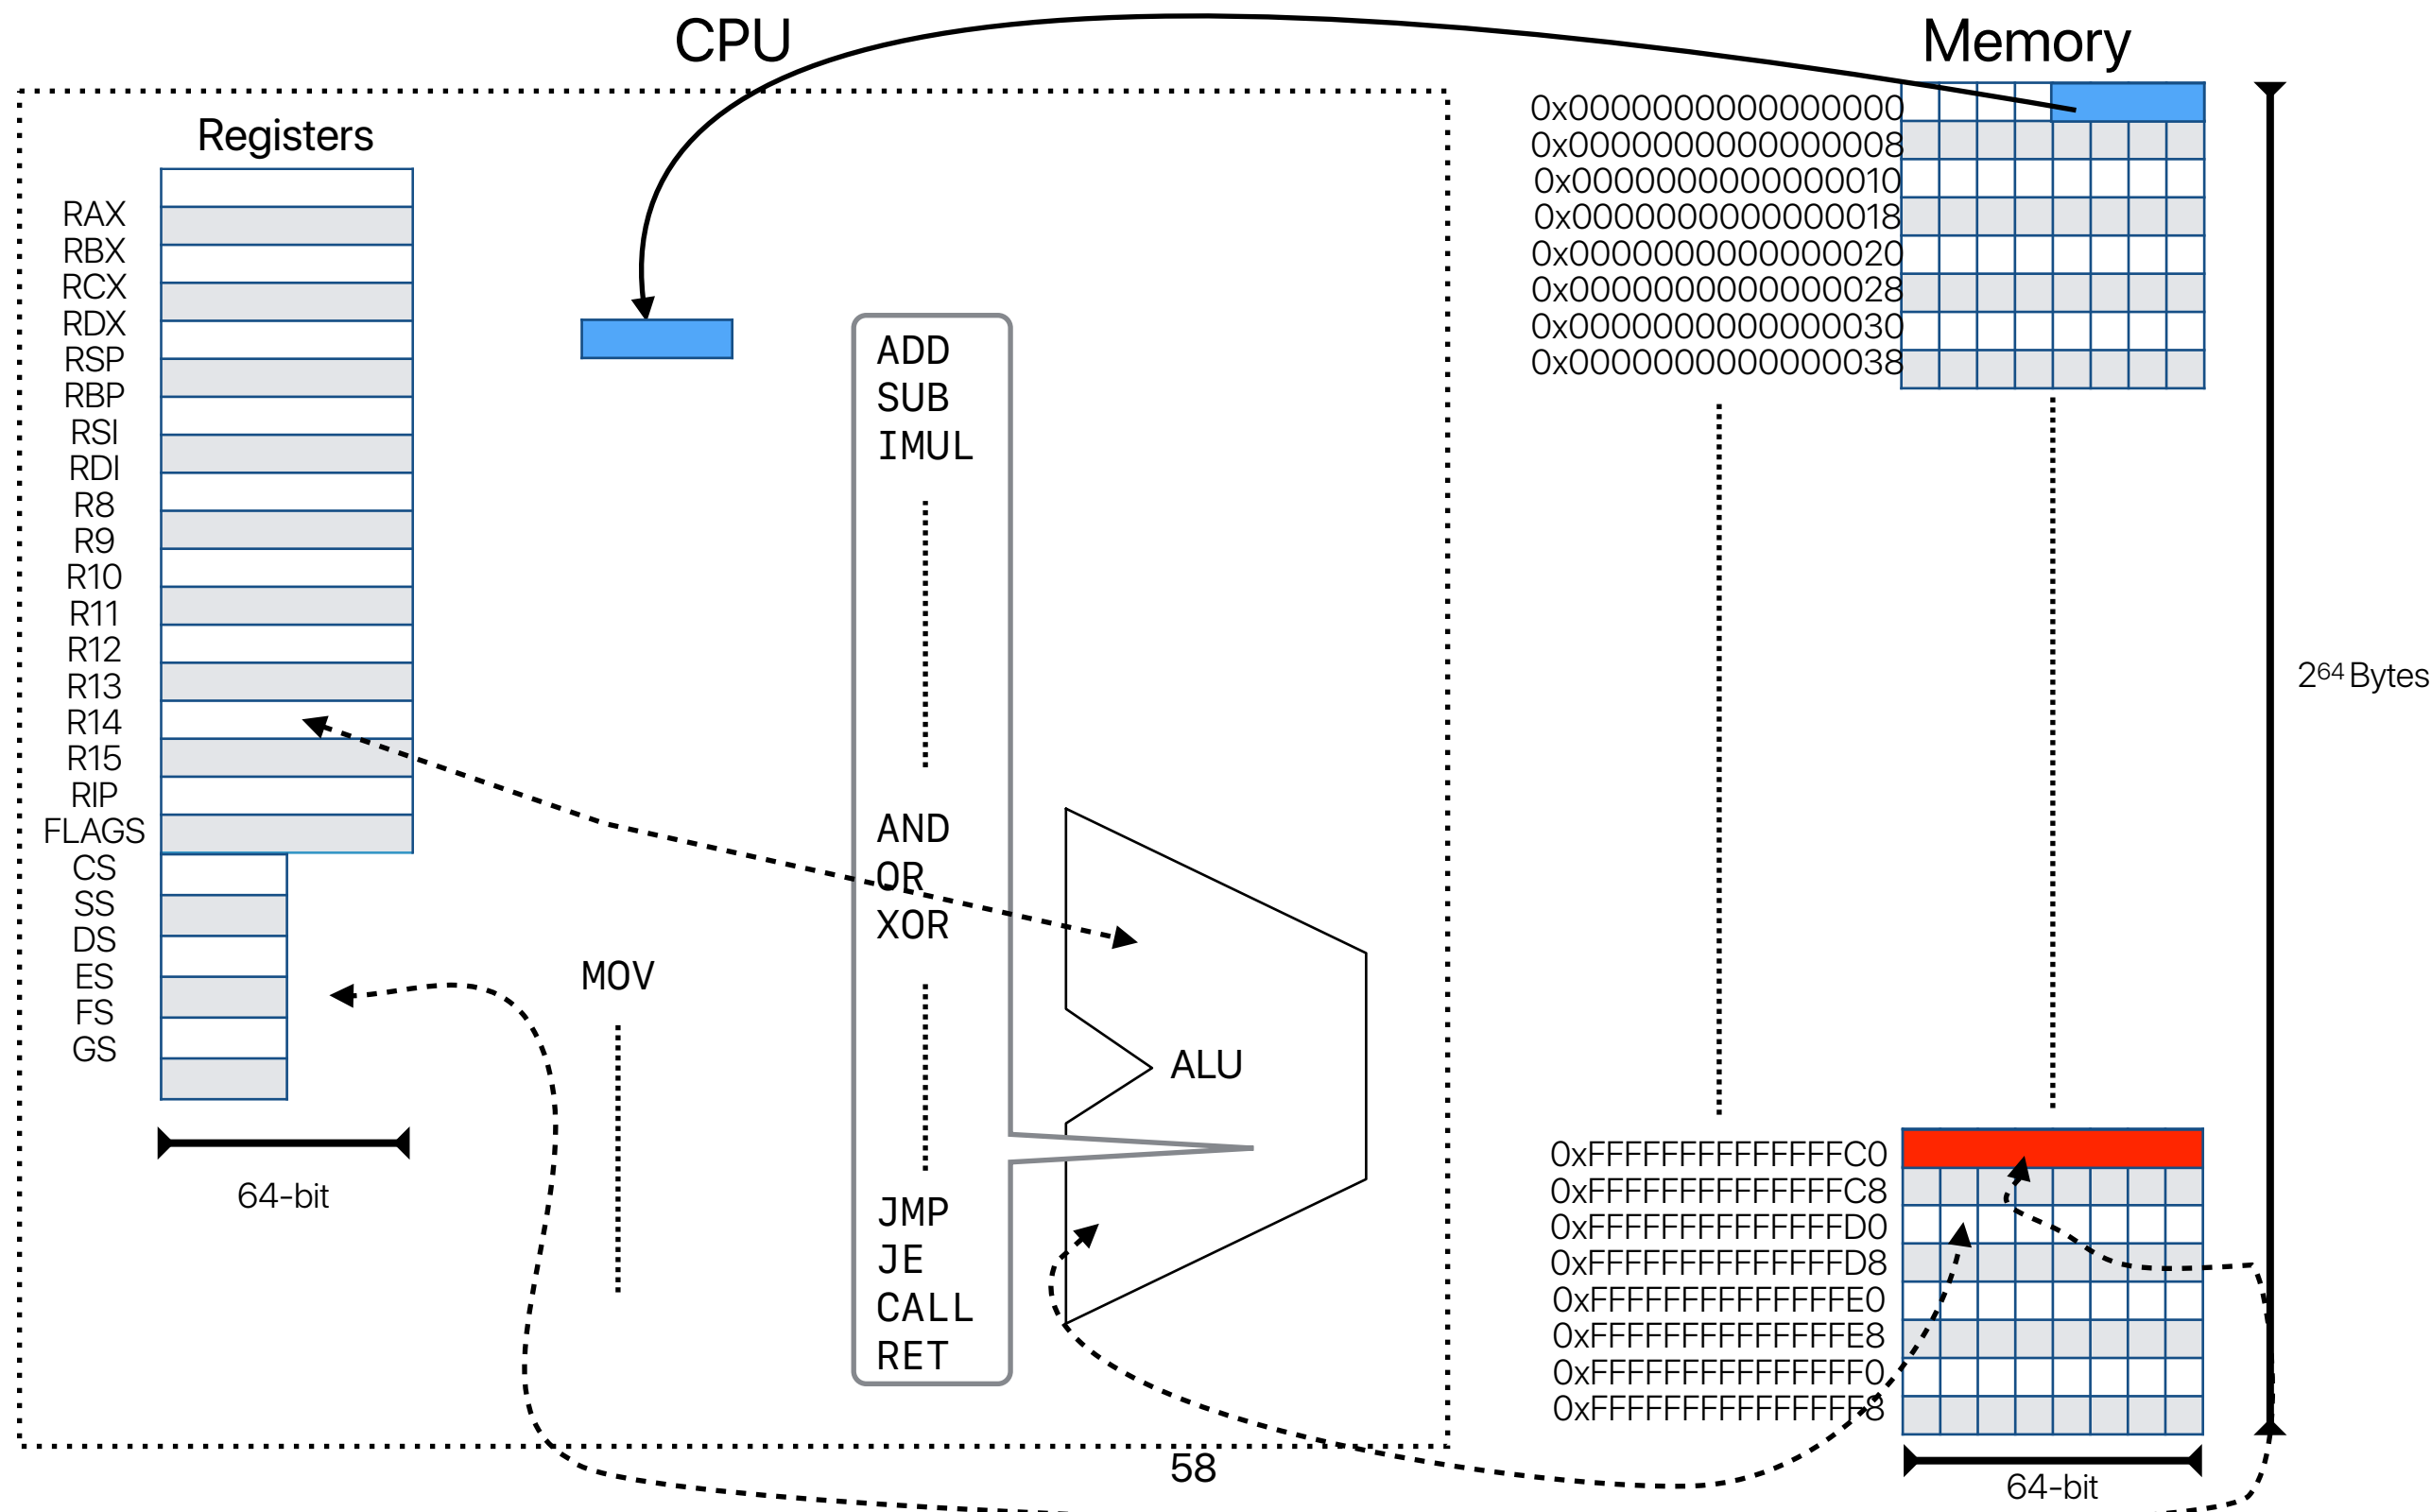 CPU
Memory
Registers
RAX
RBX
RCX
RDX
RSP
RBP
RSI
RDI
R8
R9
R10
R11
R12
R13
R14
R15
RIP
FLAGS
CS
SS
DS
ES
FS
GS
64-bit
MOV
ADD
SUB
IMUL
AND
OR
XOR
JMP
JE
CALL
RET
ALU
0x0000000000000000
0x0000000000000008
0x0000000000000010
0x0000000000000018
0x0000000000000020
0x0000000000000028
0x0000000000000030
0x0000000000000038
2⁶⁴ Bytes
0xFFFFFFFFFFFFFFC0
0xFFFFFFFFFFFFFFC8
0xFFFFFFFFFFFFFFD0
0xFFFFFFFFFFFFFFD8
0xFFFFFFFFFFFFFFE0
0xFFFFFFFFFFFFFFE8
0xFFFFFFFFFFFFFFF0
0xFFFFFFFFFFFFFFF8
64-bit
58